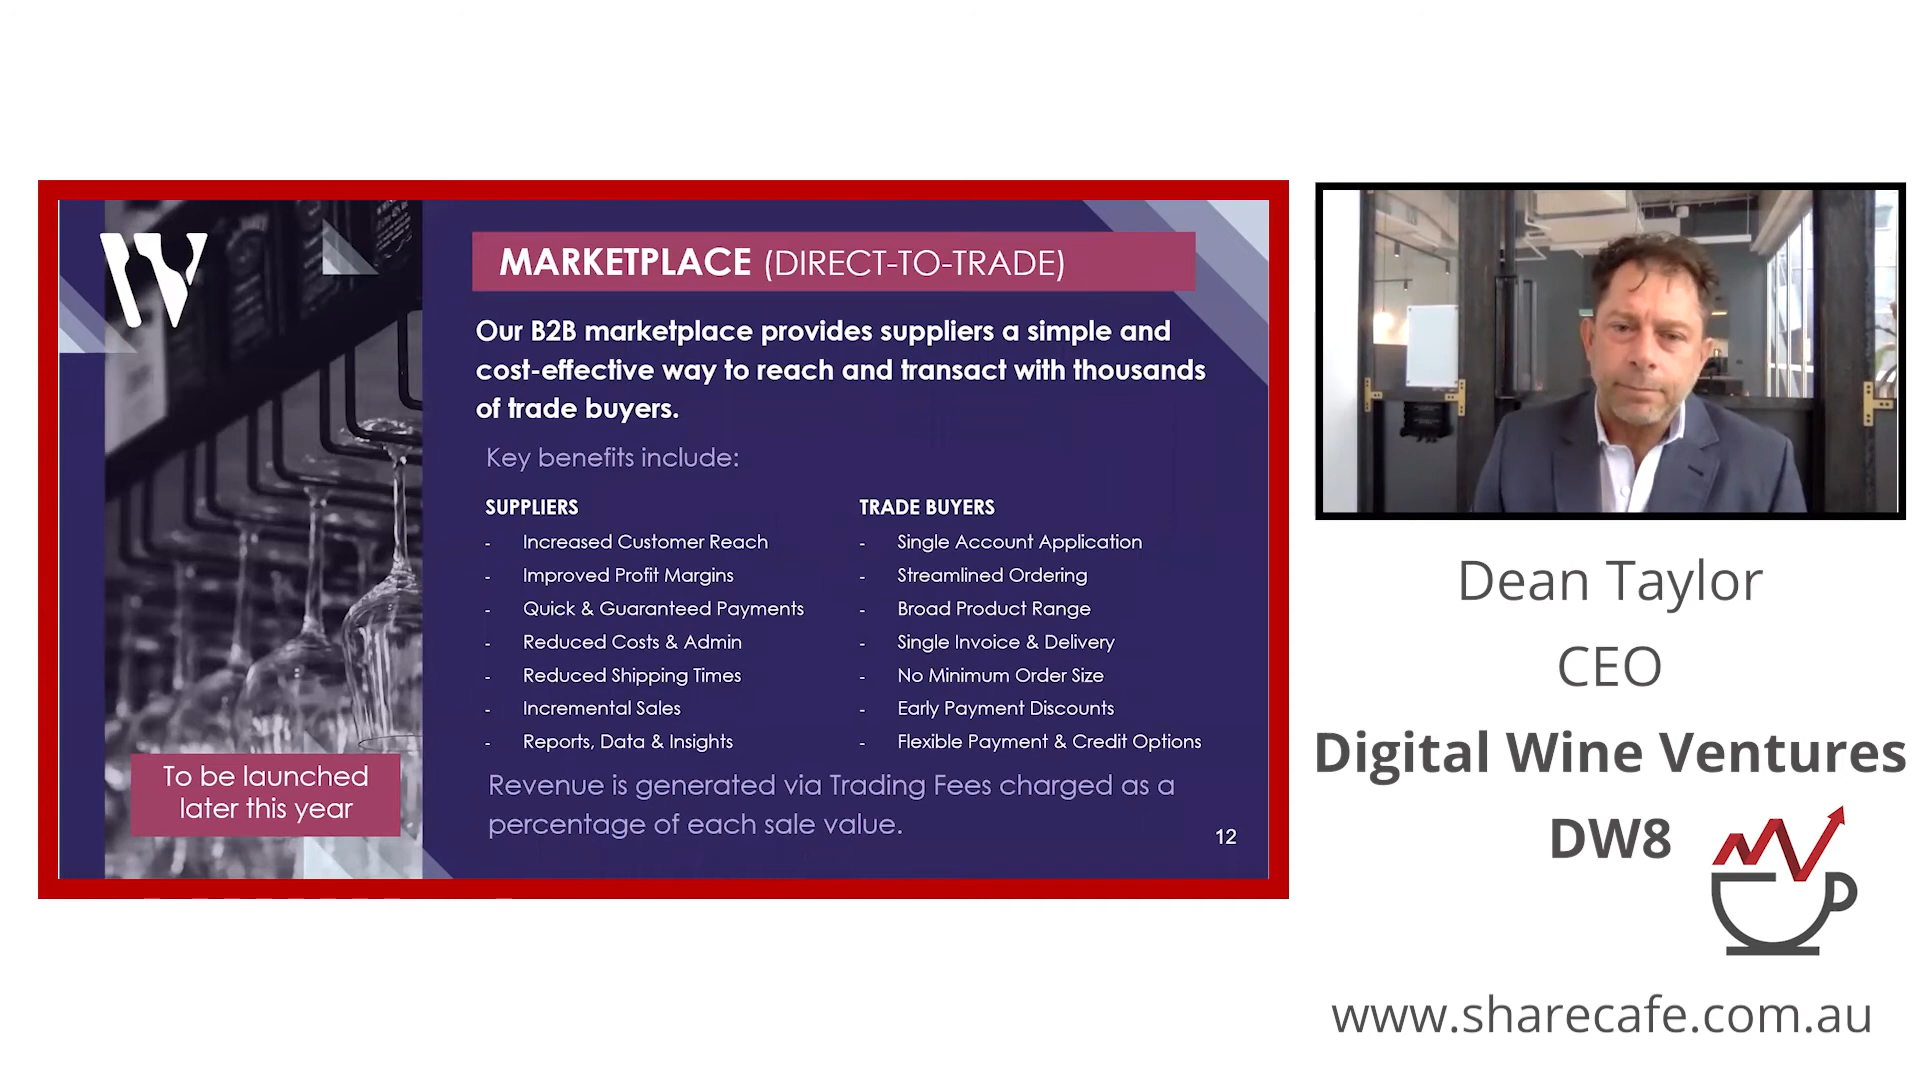 MARKETPLACE (DIRECT-TO-TRADE)
Our B2B marketplace provides suppliers a simple and
cost-effective way to reach and transact with thousands
of trade buyers.
Key benefits include:
SUPPLIERS
- Increased Customer Reach
- Improved Profit Margins
- Quick & Guaranteed Payments
- Reduced Costs & Admin
- Reduced Shipping Times
- Incremental Sales
- Reports, Data & Insights
TRADE BUYERS
- Single Account Application
- Streamlined Ordering
- Broad Product Range
- Single Invoice & Delivery
- No Minimum Order Size
- Early Payment Discounts
- Flexible Payment & Credit Options
Revenue is generated via Trading Fees charged as a
percentage of each sale value.
12
To be launched
later this year
Dean Taylor
CEO
Digital Wine Ventures
DW8
www.sharecafe.com.au